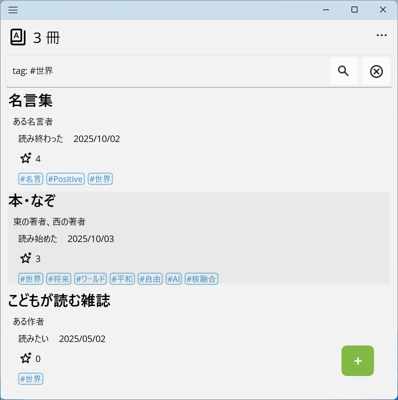 3 冊
tag: #世界
名言集
ある名言者
読み終わった 2025/10/02
4
#名言 #Positive #世界
本・なぞ
東の著者、西の著者
読み始めた 2025/10/03
3
#世界 #将来 #ワールド #平和 #自由 #AI #核融合
こどもが読む雑誌
ある作者
読みたい 2025/05/02
0
#世界